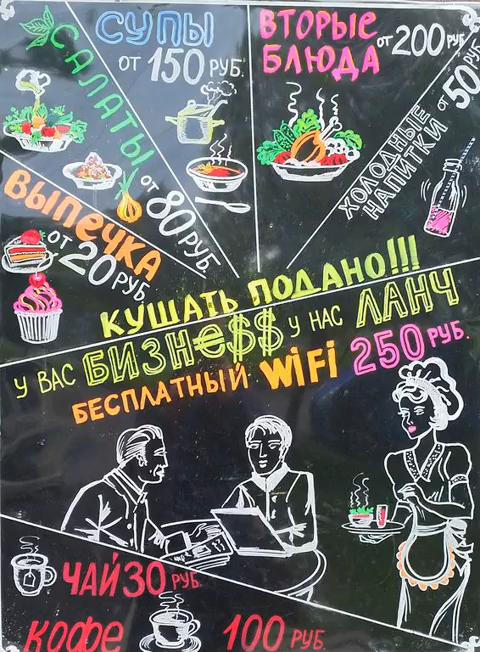 СУПЫ
ОТ 150 РУБ.
ВТОРЫЕ
БЛЮДА
ОТ 200 РУБ.
САЛАТЫ
ОТ 80 РУБ.
ХОЛОДНЫЕ
НАПИТКИ
ОТ 50 РУБ.
ВЫПЕЧКА
ОТ 20 РУБ.
КУШАТЬ ПОДАНО!!!
У ВАС БИЗН€$$ У НАС ЛАНЧ
БЕСПЛАТНЫЙ WiFi 250 РУБ.
ЧАЙ 30 РУБ.
КОФЕ 100 РУБ.